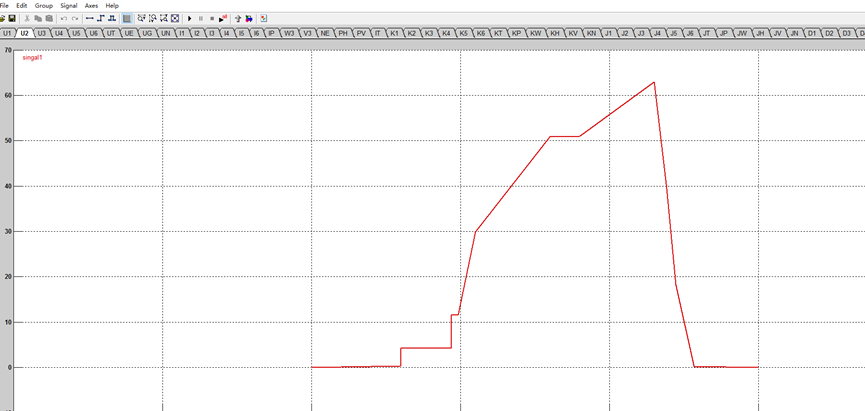 File Edit Group Signal Axes Help
U1 U2 U3 U4 U5 U6 UT UE UG UN I1 I2 I3 I4 I5 I6 IP W3 V3 NE PH PV IT K1 K2 K3 K4 K5 K6 KT KP KW KH KV KN J1 J2 J3 J4 J5 J6 JT JP JW JH JV JN D1 D2 D3
70
singal1
60
50
40
30
20
10
0